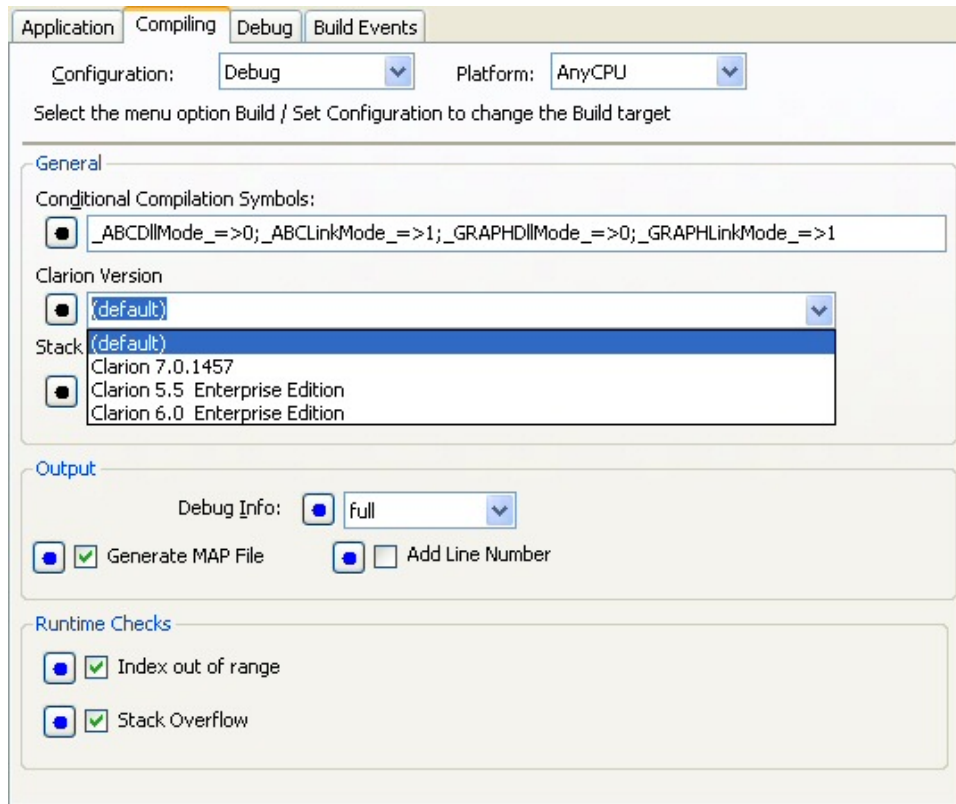 Application Compiling Debug Build Events
Configuration: Debug Platform: AnyCPU
Select the menu option Build / Set Configuration to change the Build target
General
Conditional Compilation Symbols:
_ABCDllMode_=>0;_ABCLinkMode_=>1;_GRAPHDllMode_=>0;_GRAPHLinkMode_=>1
Clarion Version
(default)
Stack
(default)
Clarion 7.0.1457
Clarion 5.5 Enterprise Edition
Clarion 6.0 Enterprise Edition
Output
Debug Info: full
Generate MAP File Add Line Number
Runtime Checks
Index out of range
Stack Overflow